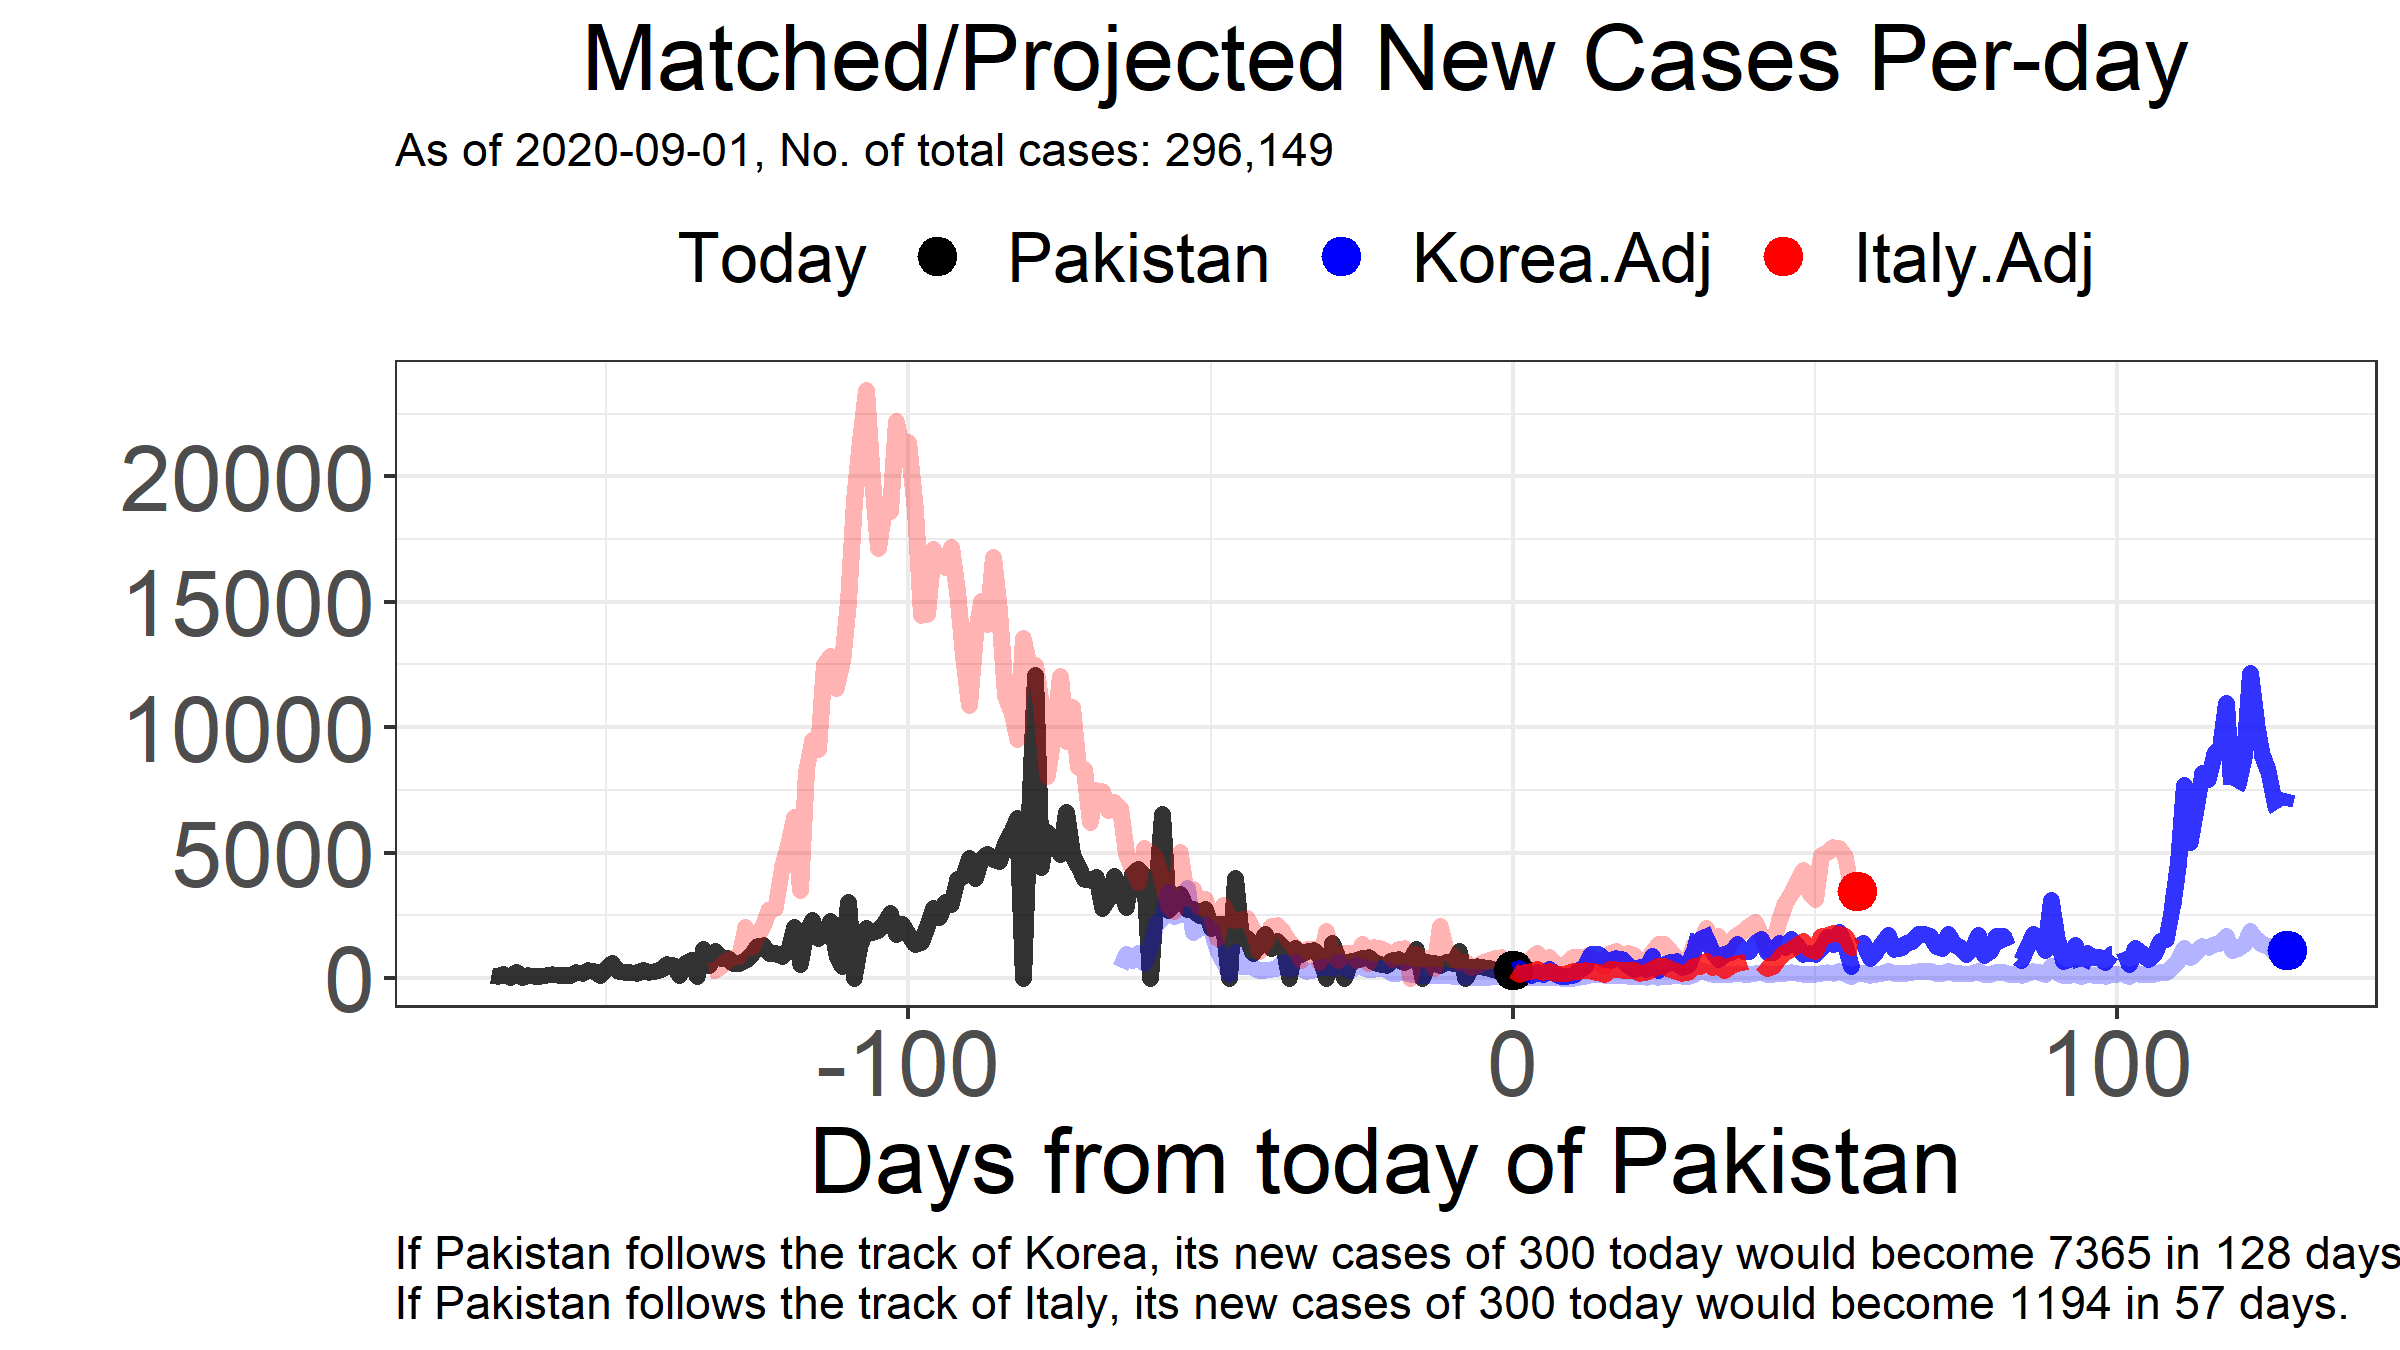 Matched/Projected New Cases Per-day
As of 2020-09-01, No. of total cases: 296,149
Today Pakistan Korea.Adj Italy.Adj
20000
15000
10000
5000
0
-100 0 100
Days from today of Pakistan
If Pakistan follows the track of Korea, its new cases of 300 today would become 7365 in 128 days
If Pakistan follows the track of Italy, its new cases of 300 today would become 1194 in 57 days.